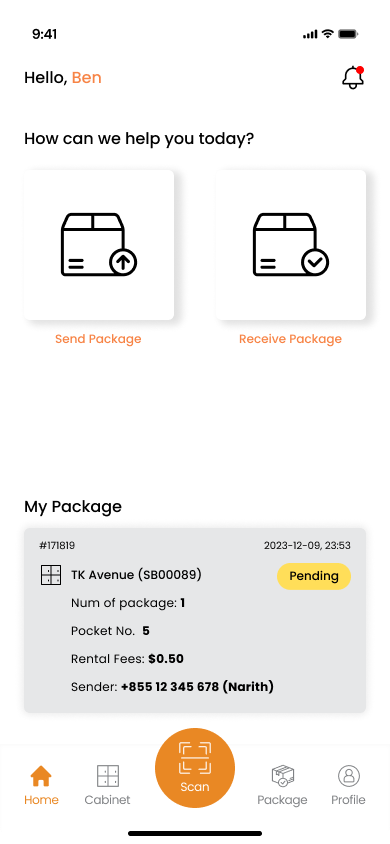 9:41
Hello, Ben
How can we help you today?
Send Package
Receive Package
My Package
#171819
2023-12-09, 23:53
TK Avenue (SB00089)
Pending
Num of package: 1
Pocket No. 5
Rental Fees: $0.50
Sender: +855 12 345 678 (Narith)
Home
Cabinet
Scan
Package
Profile